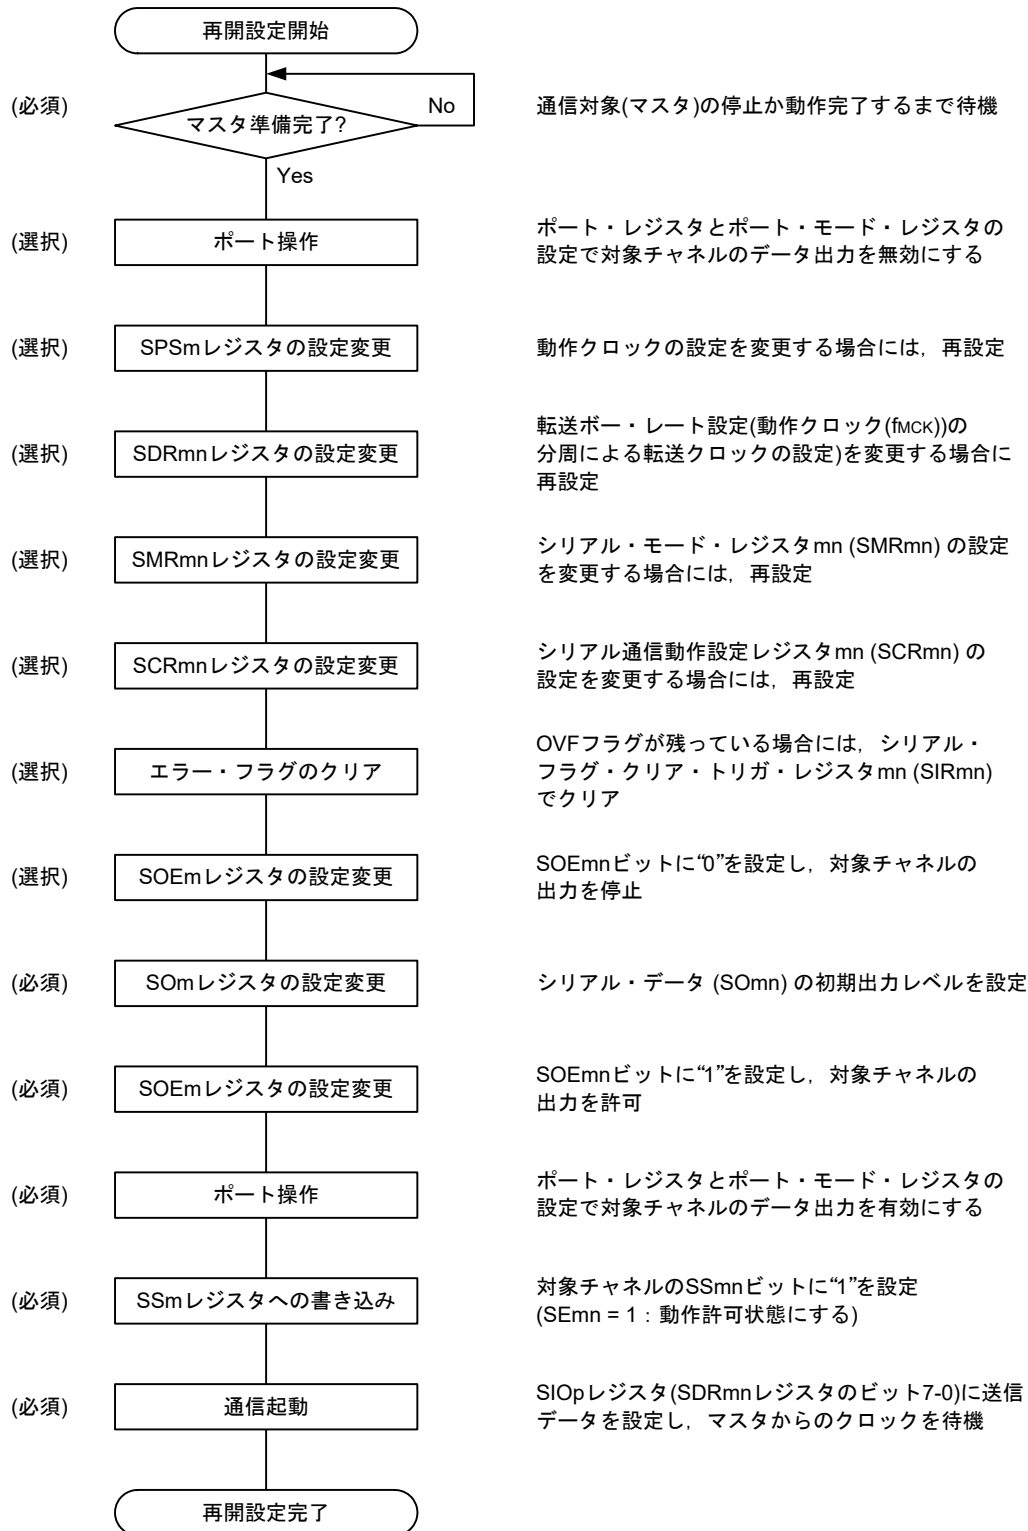 再開設定開始
(必須)
マスタ準備完了?
No
通信対象(マスタ)の停止か動作完了するまで待機
Yes
(選択)
ポート操作
ポート・レジスタとポート・モード・レジスタの
設定で対象チャネルのデータ出力を無効にする
(選択)
SPSmレジスタの設定変更
動作クロックの設定を変更する場合には，再設定
(選択)
SDRmnレジスタの設定変更
転送ボー・レート設定(動作クロック(fMCK))の
分周による転送クロックの設定)を変更する場合に
再設定
(選択)
SMRmnレジスタの設定変更
シリアル・モード・レジスタmn (SMRmn) の設定
を変更する場合には，再設定
(選択)
SCRmnレジスタの設定変更
シリアル通信動作設定レジスタmn (SCRmn) の
設定を変更する場合には，再設定
(選択)
エラー・フラグのクリア
OVFフラグが残っている場合には，シリアル・
フラグ・クリア・トリガ・レジスタmn (SIRmn)
でクリア
(選択)
SOEmレジスタの設定変更
SOEmnビットに“0”を設定し，対象チャネルの
出力を停止
(必須)
SOmレジスタの設定変更
シリアル・データ (SOmn) の初期出力レベルを設定
(必須)
SOEmレジスタの設定変更
SOEmnビットに“1”を設定し，対象チャネルの
出力を許可
(必須)
ポート操作
ポート・レジスタとポート・モード・レジスタの
設定で対象チャネルのデータ出力を有効にする
(必須)
SSmレジスタへの書き込み
対象チャネルのSSmnビットに“1”を設定
(SEmn = 1：動作許可状態にする)
(必須)
通信起動
SIOpレジスタ(SDRmnレジスタのビット7-0)に送信
データを設定し，マスタからのクロックを待機
再開設定完了